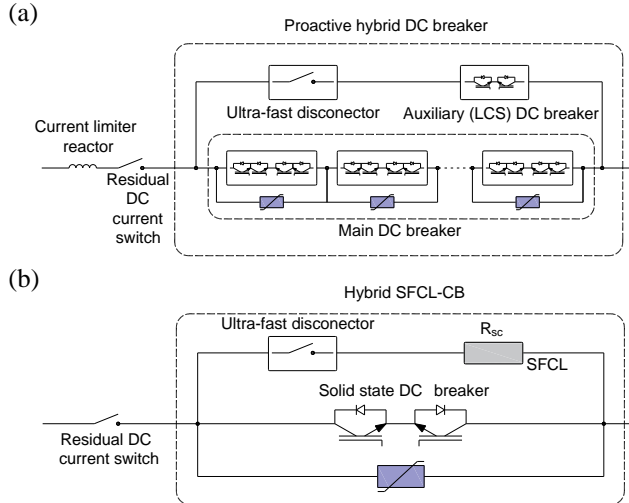 (a)
Proactive hybrid DC breaker
Ultra-fast disconector
Auxiliary (LCS) DC breaker
Current limiter
reactor
Residual DC
current
switch
Main DC breaker
(b)
Hybrid SFCL-CB
Ultra-fast disconector
Rsc
SFCL
Solid state DC breaker
Residual DC
current switch